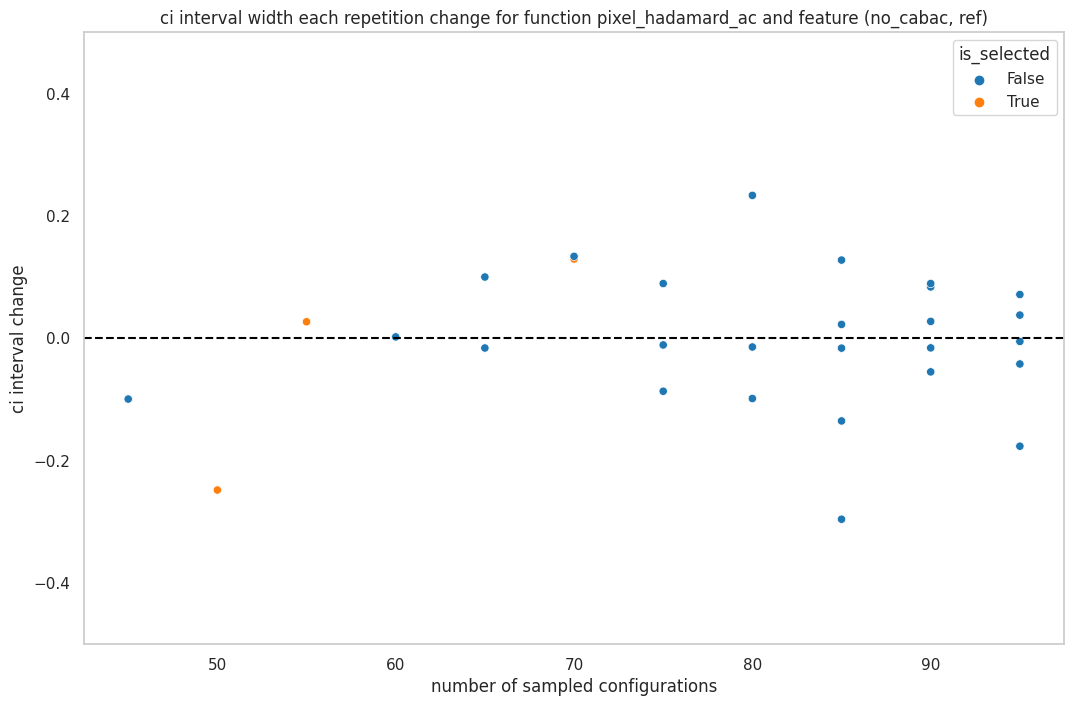 ci interval width each repetition change for function pixel_hadamard_ac and feature (no_cabac, ref)
is_selected
False
True
0.4
0.2
0.0
−0.2
−0.4
ci interval change
50
60
70
80
90
number of sampled configurations